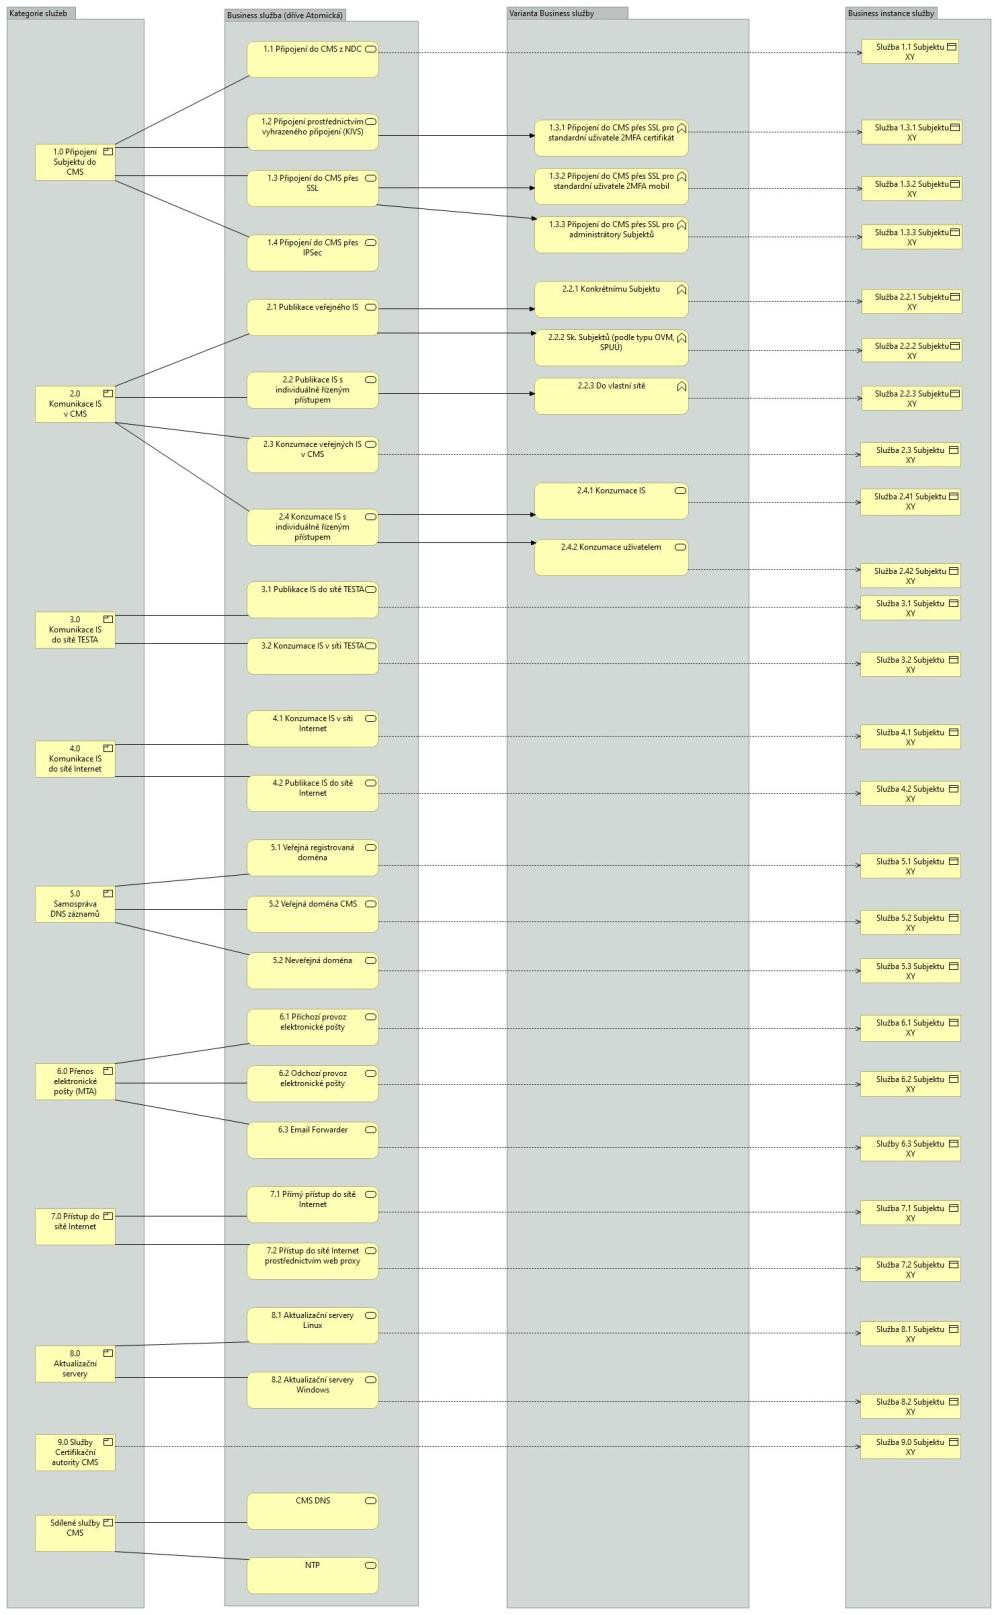 Kategorie služeb
1.0 Připojení
Subjektu do
CMS
2.0
Komunikace IS
v CMS
3.0
Komunikace IS
do sítě TESTA
4.0
Komunikace IS
do sítě Internet
5.0
Samospráva
DNS záznamů
6.0 Přenos
elektronické
pošty (MTA)
7.0 Přístup do
sítě Internet
8.0
Aktualizační
servery
9.0 Služby
Certifikační
autority CMS
Sdílené služby
CMS
Business služba (dříve Atomická)
1.1 Připojení do CMS z NDC
1.2 Připojení prostřednictvím
vyhrazeného připojení (KIVS)
1.3 Připojení do CMS přes
SSL
1.4 Připojení do CMS přes
IPSec
2.1 Publikace veřejného IS
2.2 Publikace IS s
individuálně řízeným
přístupem
2.3 Konzumace veřejných IS
v CMS
2.4 Konzumace IS s
individuálně řízeným
přístupem
3.1 Publikace IS do sítě TESTA
3.2 Konzumace IS v síti TESTA
4.1 Konzumace IS v síti
Internet
4.2 Publikace IS do sítě
Internet
5.1 Veřejná registrovaná
doména
5.2 Veřejná doména CMS
5.2 Neveřejná doména
6.1 Příchozí provoz
elektronické pošty
6.2 Odchozí provoz
elektronické pošty
6.3 Email Forwarder
7.1 Přímý přístup do sítě
Internet
7.2 Přístup do sítě Internet
prostřednictvím web proxy
8.1 Aktualizační servery
Linux
8.2 Aktualizační servery
Windows
CMS DNS
NTP
Varianta Business služby
1.3.1 Připojení do CMS přes SSL pro
standardní uživatele 2MFA certifikát
1.3.2 Připojení do CMS přes SSL pro
standardní uživatele 2MFA mobil
1.3.3 Připojení do CMS přes SSL pro
administrátory Subjektů
2.2.1 Konkrétnímu Subjektu
2.2.2 Sk. Subjektů (podle typu OVM,
SPUÚ)
2.2.3 Do vlastní sítě
2.4.1 Konzumace IS
2.4.2 Konzumace uživatelem
Business instance služby
Služba 1.1 Subjektu
XY
Služba 1.3.1 Subjektu
XY
Služba 1.3.2 Subjektu
XY
Služba 1.3.3 Subjektu
XY
Služba 2.2.1 Subjektu
XY
Služba 2.2.2 Subjektu
XY
Služba 2.2.3 Subjektu
XY
Služba 2.3 Subjektu
XY
Služba 2.41 Subjektu
XY
Služba 2.42 Subjektu
XY
Služba 3.1 Subjektu
XY
Služba 3.2 Subjektu
XY
Služba 4.1 Subjektu
XY
Služba 4.2 Subjektu
XY
Služba 5.1 Subjektu
XY
Služba 5.2 Subjektu
XY
Služba 5.3 Subjektu
XY
Služba 6.1 Subjektu
XY
Služba 6.2 Subjektu
XY
Služby 6.3 Subjektu
XY
Služba 7.1 Subjektu
XY
Služba 7.2 Subjektu
XY
Služba 8.1 Subjektu
XY
Služba 8.2 Subjektu
XY
Služba 9.0 Subjektu
XY